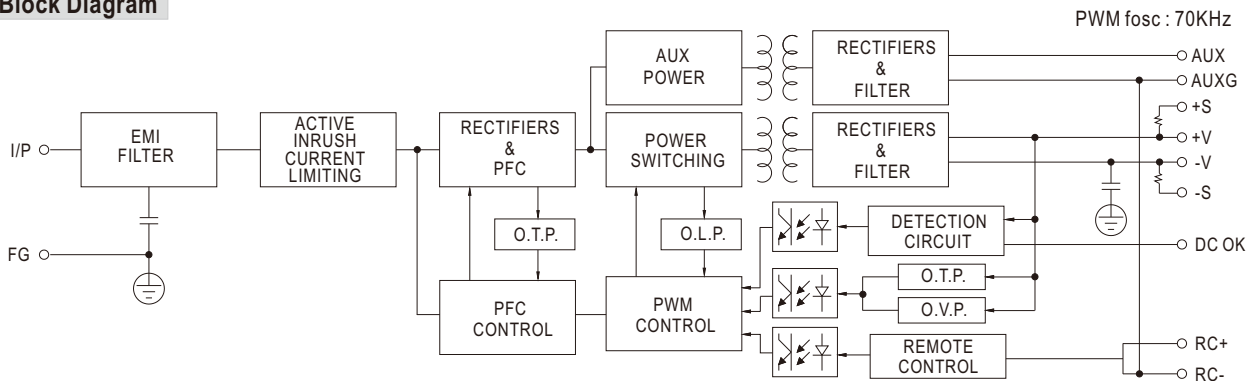 Block Diagram
PWM fosc : 70KHz
I/P
FG
EMI
FILTER
ACTIVE
INRUSH
CURRENT
LIMITING
RECTIFIERS
&
PFC
O.T.P.
PFC
CONTROL
AUX
POWER
POWER
SWITCHING
O.L.P.
PWM
CONTROL
RECTIFIERS
&
FILTER
RECTIFIERS
&
FILTER
DETECTION
CIRCUIT
O.T.P.
O.V.P.
REMOTE
CONTROL
AUX
AUXG
+S
+V
-V
-S
DC OK
RC+
RC-